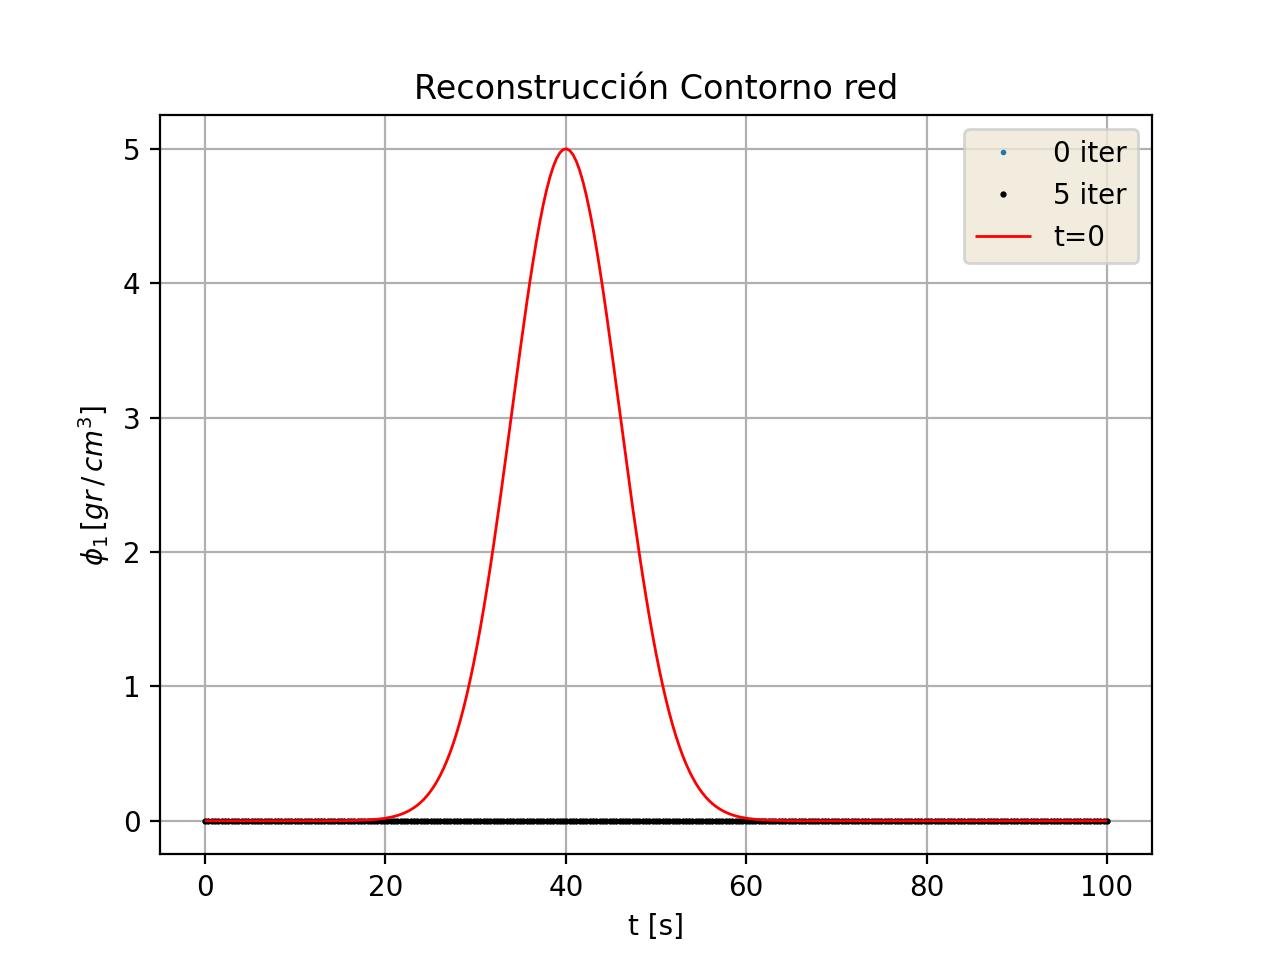 Reconstrucción Contorno red
5
4
3
2
1
0
ϕ₁ [gr/cm³]
0 iter
5 iter
t=0
0 20 40 60 80 100
t [s]